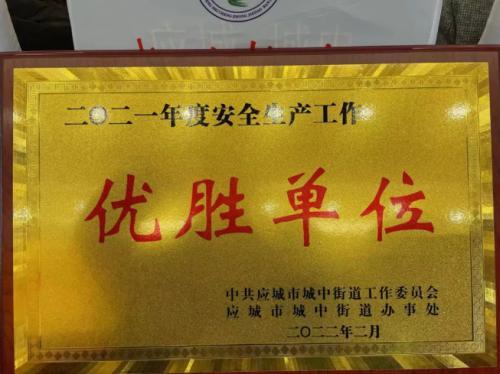 二〇二一年度安全生产工作
优胜单位
中共应城市城中街道工作委员会
应城市城中街道办事处
二〇二二年二月